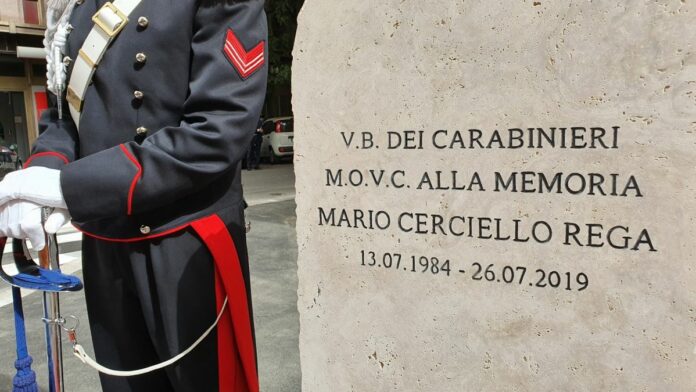 V.B. DEI CARABINIERI
M.O.V.C. ALLA MEMORIA
MARIO CERCIELLO REGA
13.07.1984 - 26.07.2019